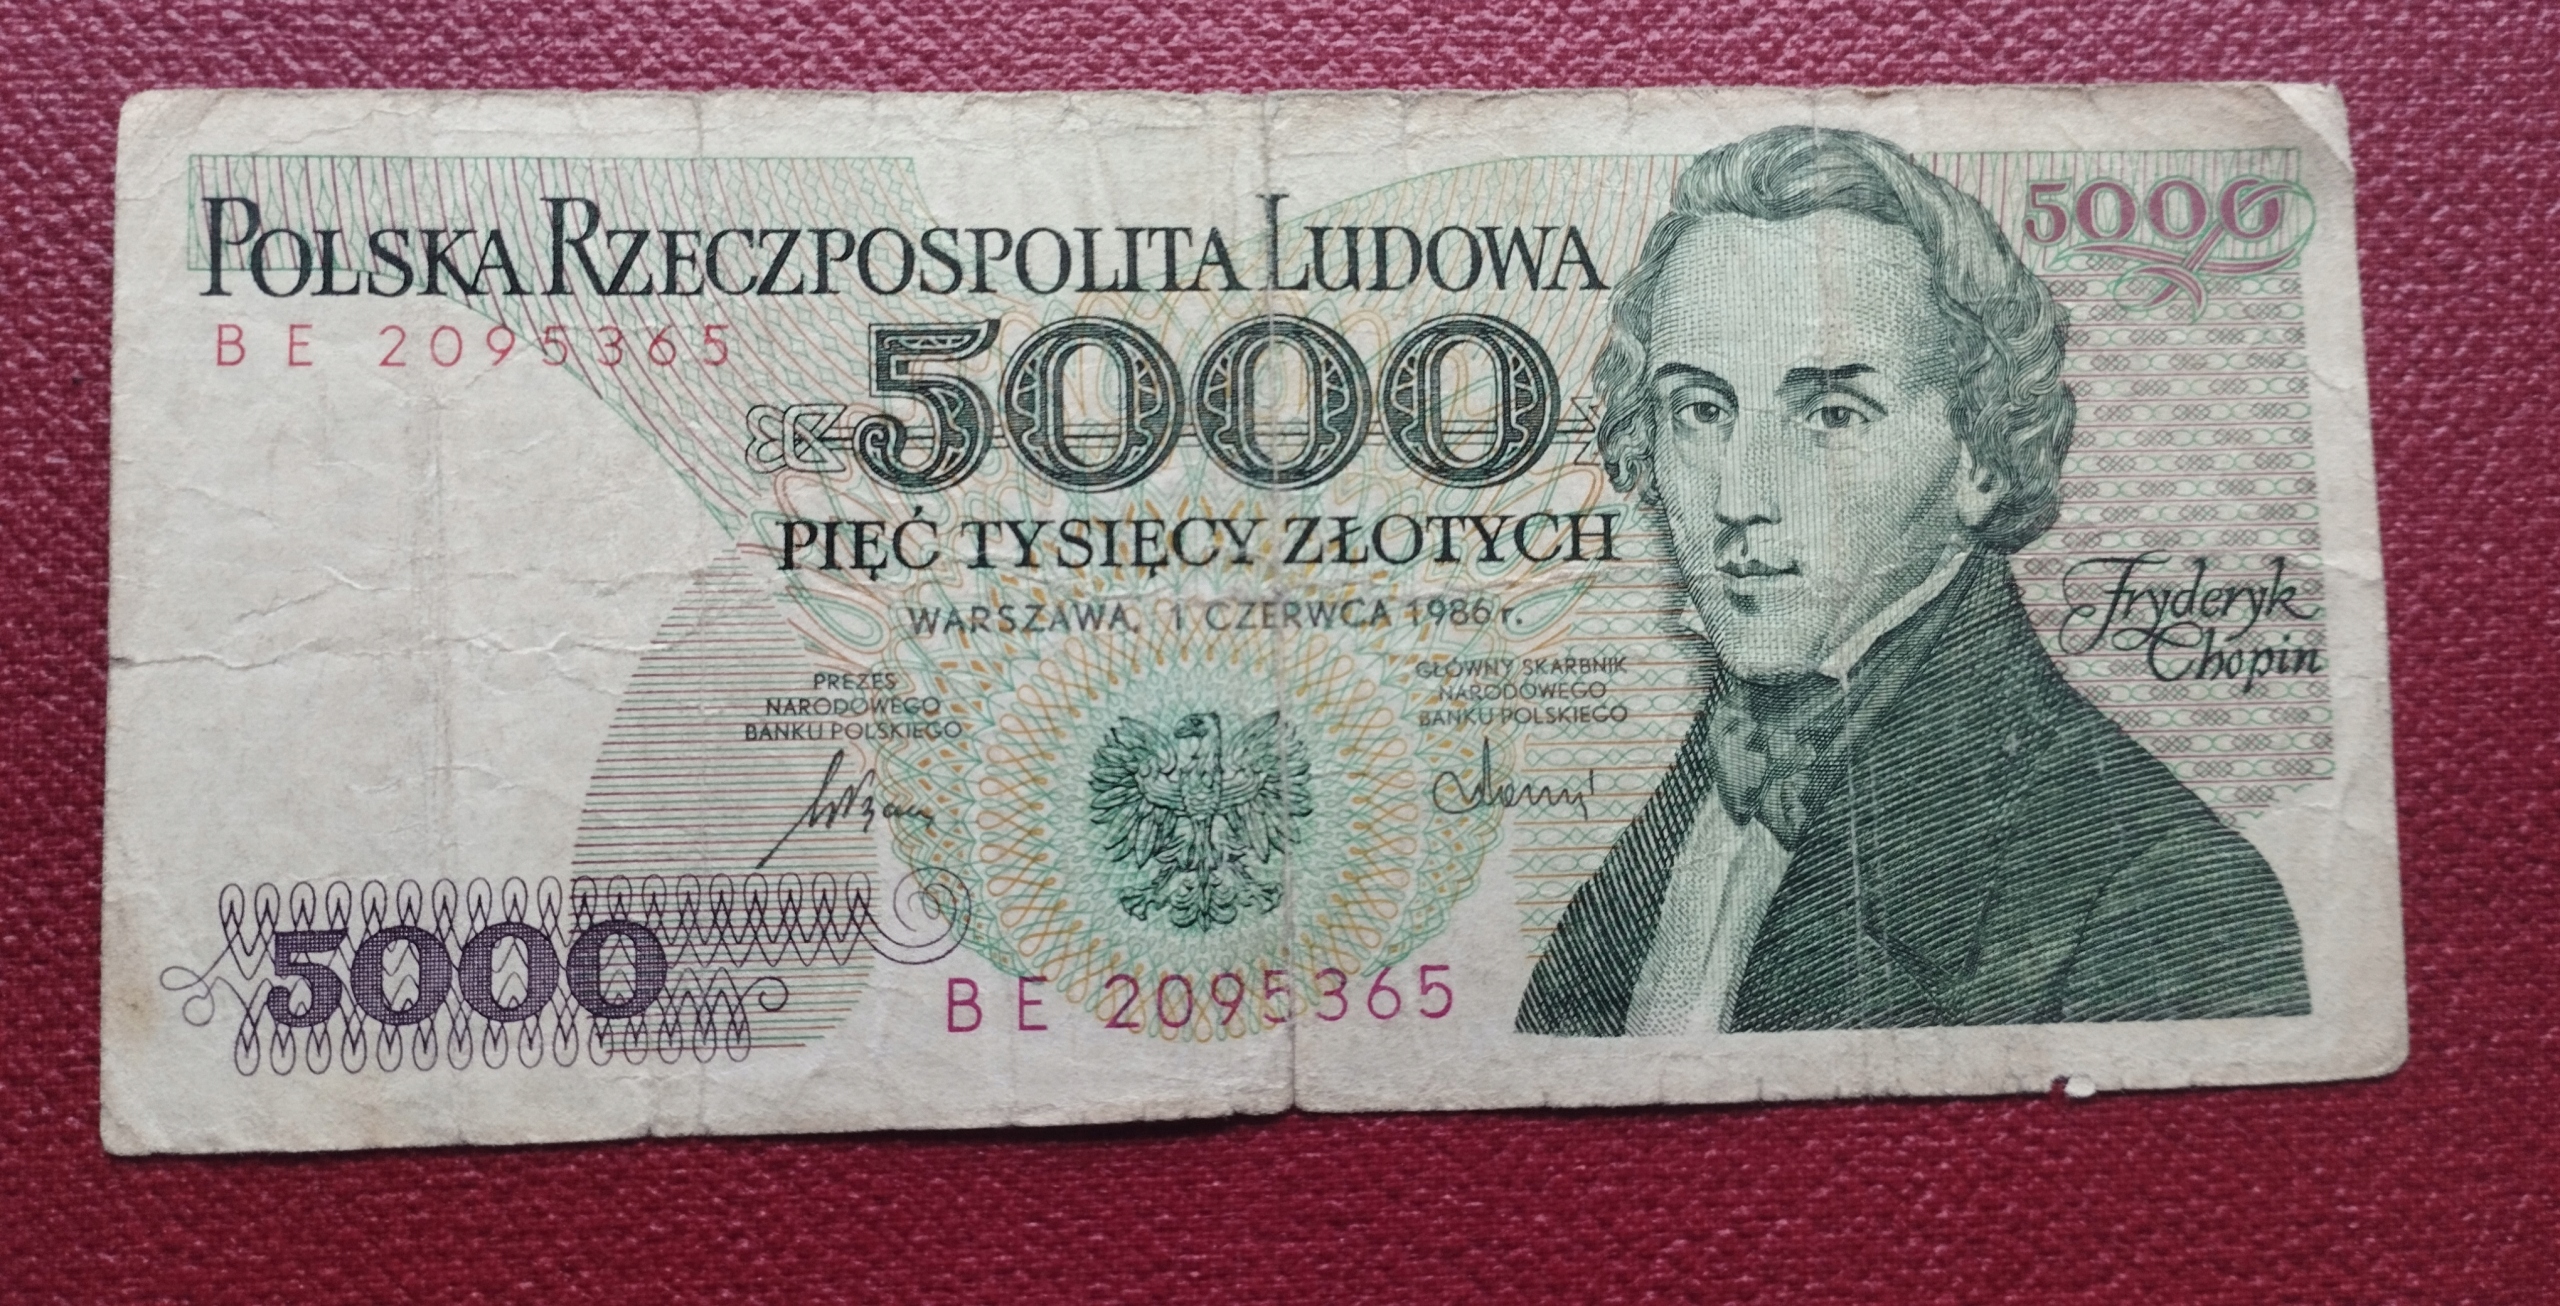 POLSKA RZECZPOSPOLITA LUDOWA
5000
BE 2095365
5000
PIĘĆ TYSIĘCY ZŁOTYCH
WARSZAWA, 1 CZERWCA 1986 r.
PREZES
NARODOWEGO
BANKU POLSKIEGO
GŁÓWNY SKARBNIK
NARODOWEGO
BANKU POLSKIEGO
Fryderyk
Chopin
5000
BE 2095365